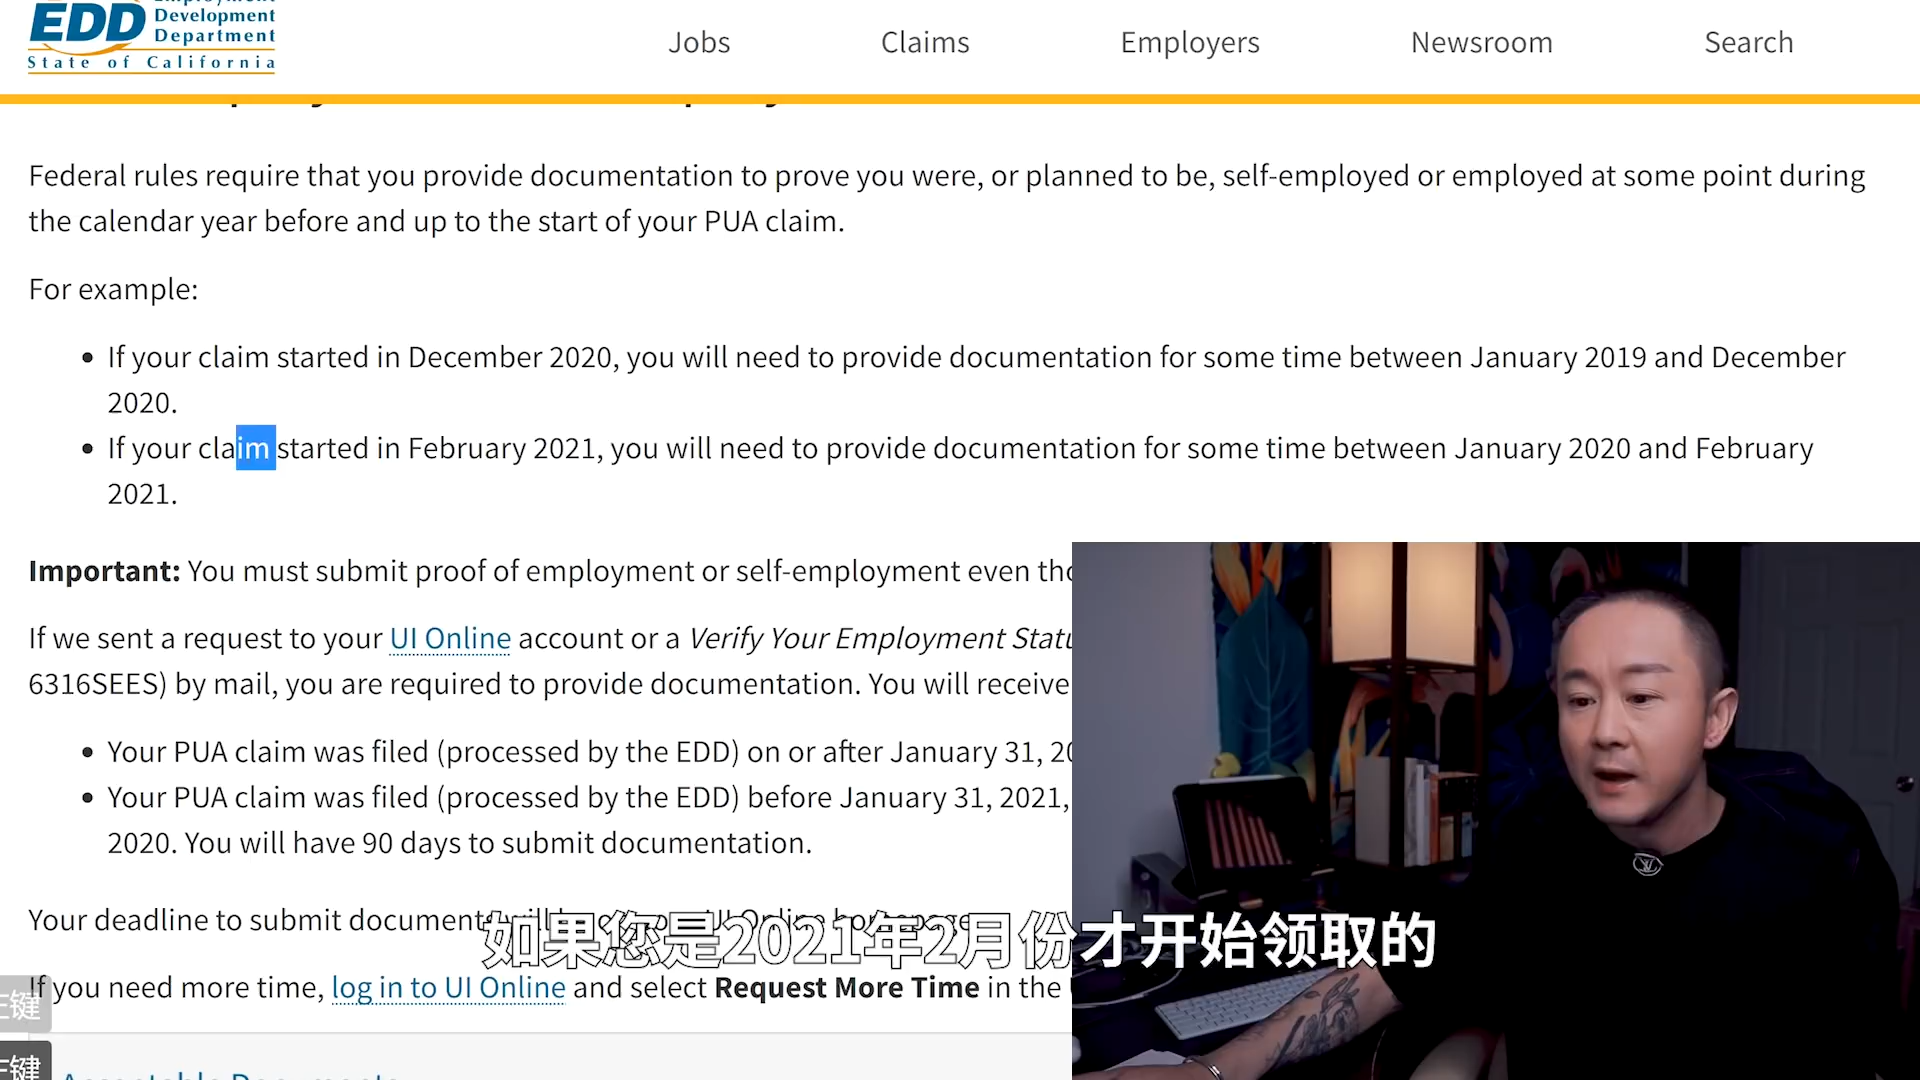 EDD
Development
Department
State of California
Jobs
Claims
Employers
Newsroom
Search
Federal rules require that you provide documentation to prove you were, or planned to be, self-employed or employed at some point during
the calendar year before and up to the start of your PUA claim.
For example:
• If your claim started in December 2020, you will need to provide documentation for some time between January 2019 and December
2020.
• If your claim started in February 2021, you will need to provide documentation for some time between January 2020 and February
2021.
Important: You must submit proof of employment or self-employment even
If we sent a request to your UI Online account or a Verify Your Employment
6316SEES) by mail, you are required to provide documentation. You will receive
• Your PUA claim was filed (processed by the EDD) on or after January 31,
• Your PUA claim was filed (processed by the EDD) before January 31, 2021,
2020. You will have 90 days to submit documentation.
Your deadline to submit document
如果您是2021年2月份才开始领取的
If you need more time, log in to UI Online and select Request More Time in the
键
键